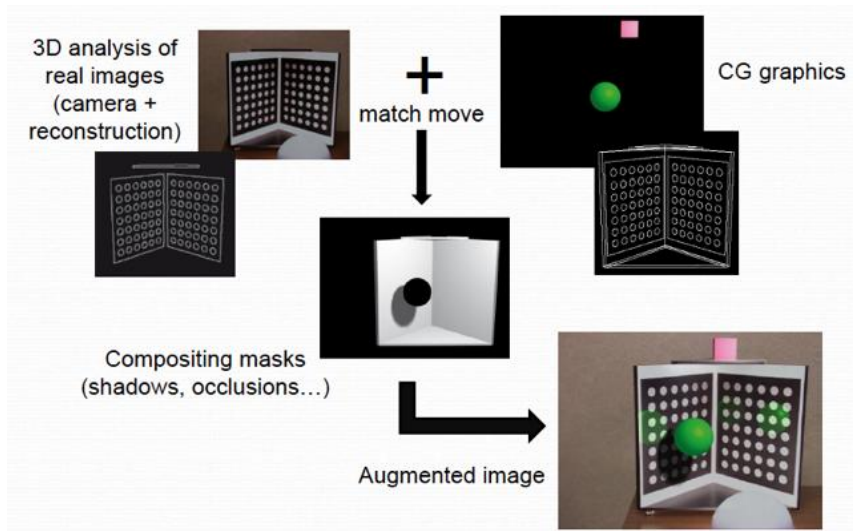 3D analysis of
real images
(camera +
reconstruction)
+
match move
CG graphics
Compositing masks
(shadows, occlusions…)
Augmented image